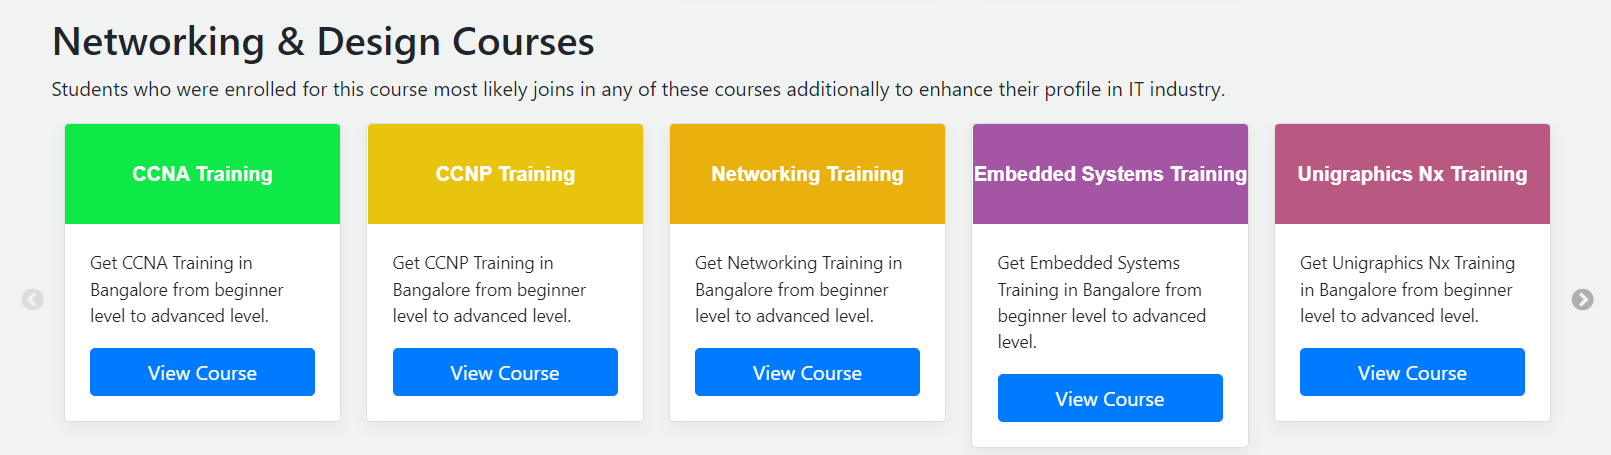 Networking & Design Courses
Students who were enrolled for this course most likely joins in any of these courses additionally to enhance their profile in IT industry.
CCNA Training
Get CCNA Training in
Bangalore from beginner
level to advanced level.
View Course
CCNP Training
Get CCNP Training in
Bangalore from beginner
level to advanced level.
View Course
Networking Training
Get Networking Training in
Bangalore from beginner
level to advanced level.
View Course
Embedded Systems Training
Get Embedded Systems
Training in Bangalore from
beginner level to advanced
level.
View Course
Unigraphics Nx Training
Get Unigraphics Nx Training
in Bangalore from beginner
level to advanced level.
View Course